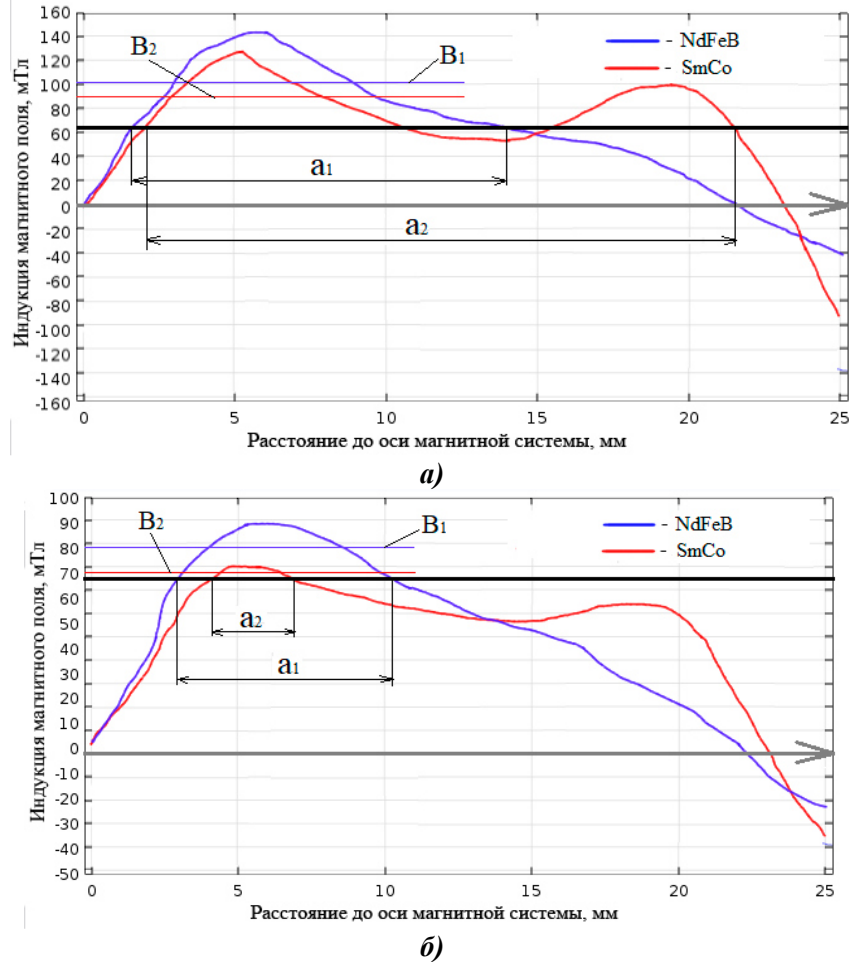 160
140
120
100
80
60
40
20
0
-20
-40
-60
-80
-100
-120
-140
-160
Индукция магнитного поля, мТл
B₂
B₁
- NdFeB
- SmCo
a₁
a₂
0 5 10 15 20 25
Расстояние до оси магнитной системы, мм
а)
100
90
80
70
60
50
40
30
20
10
0
-10
-20
-30
-40
-50
Индукция магнитного поля, мТл
B₂
B₁
- NdFeB
- SmCo
a₂
a₁
0 5 10 15 20 25
Расстояние до оси магнитной системы, мм
б)